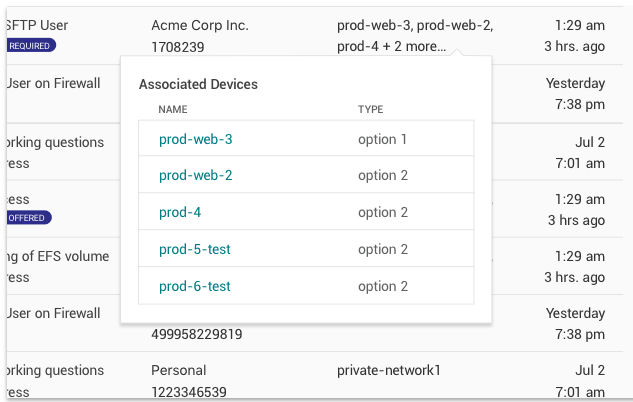 SFTP User Acme Corp Inc. prod-web-3, prod-web-2, 1:29 am
REQUIRED 1708239 prod-4 + 2 more... 3 hrs. ago
User on Firewall Yesterday
7:38 pm
Associated Devices
NAME TYPE
prod-web-3 option 1
prod-web-2 option 2
prod-4 option 2
prod-5-test option 2
prod-6-test option 2
orking questions Jul 2
ress 7:01 am
cess 1:29 am
OFFERED 3 hrs ago
ng of EFS volume 1:29 am
ress 3 hrs. ago
User on Firewall Yesterday
499958229819 7:38 pm
orking questions Personal private-network1 Jul 2
ress 1223346539 7:01 am